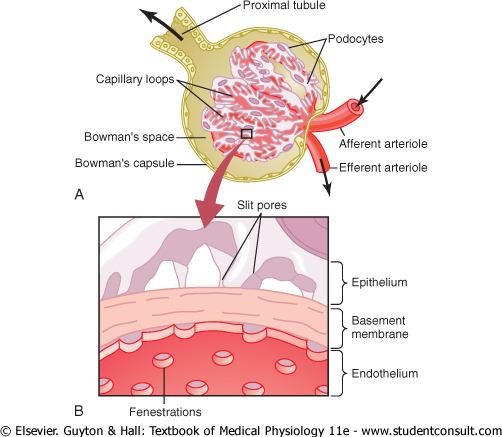 Proximal tubule
Podocytes
Capillary loops
Bowman's space
Afferent arteriole
Bowman's capsule
Efferent arteriole
A
Slit pores
Epithelium
Basement
membrane
Endothelium
B
Fenestrations
© Elsevier. Guyton & Hall: Textbook of Medical Physiology 11e - www.studentconsult.com